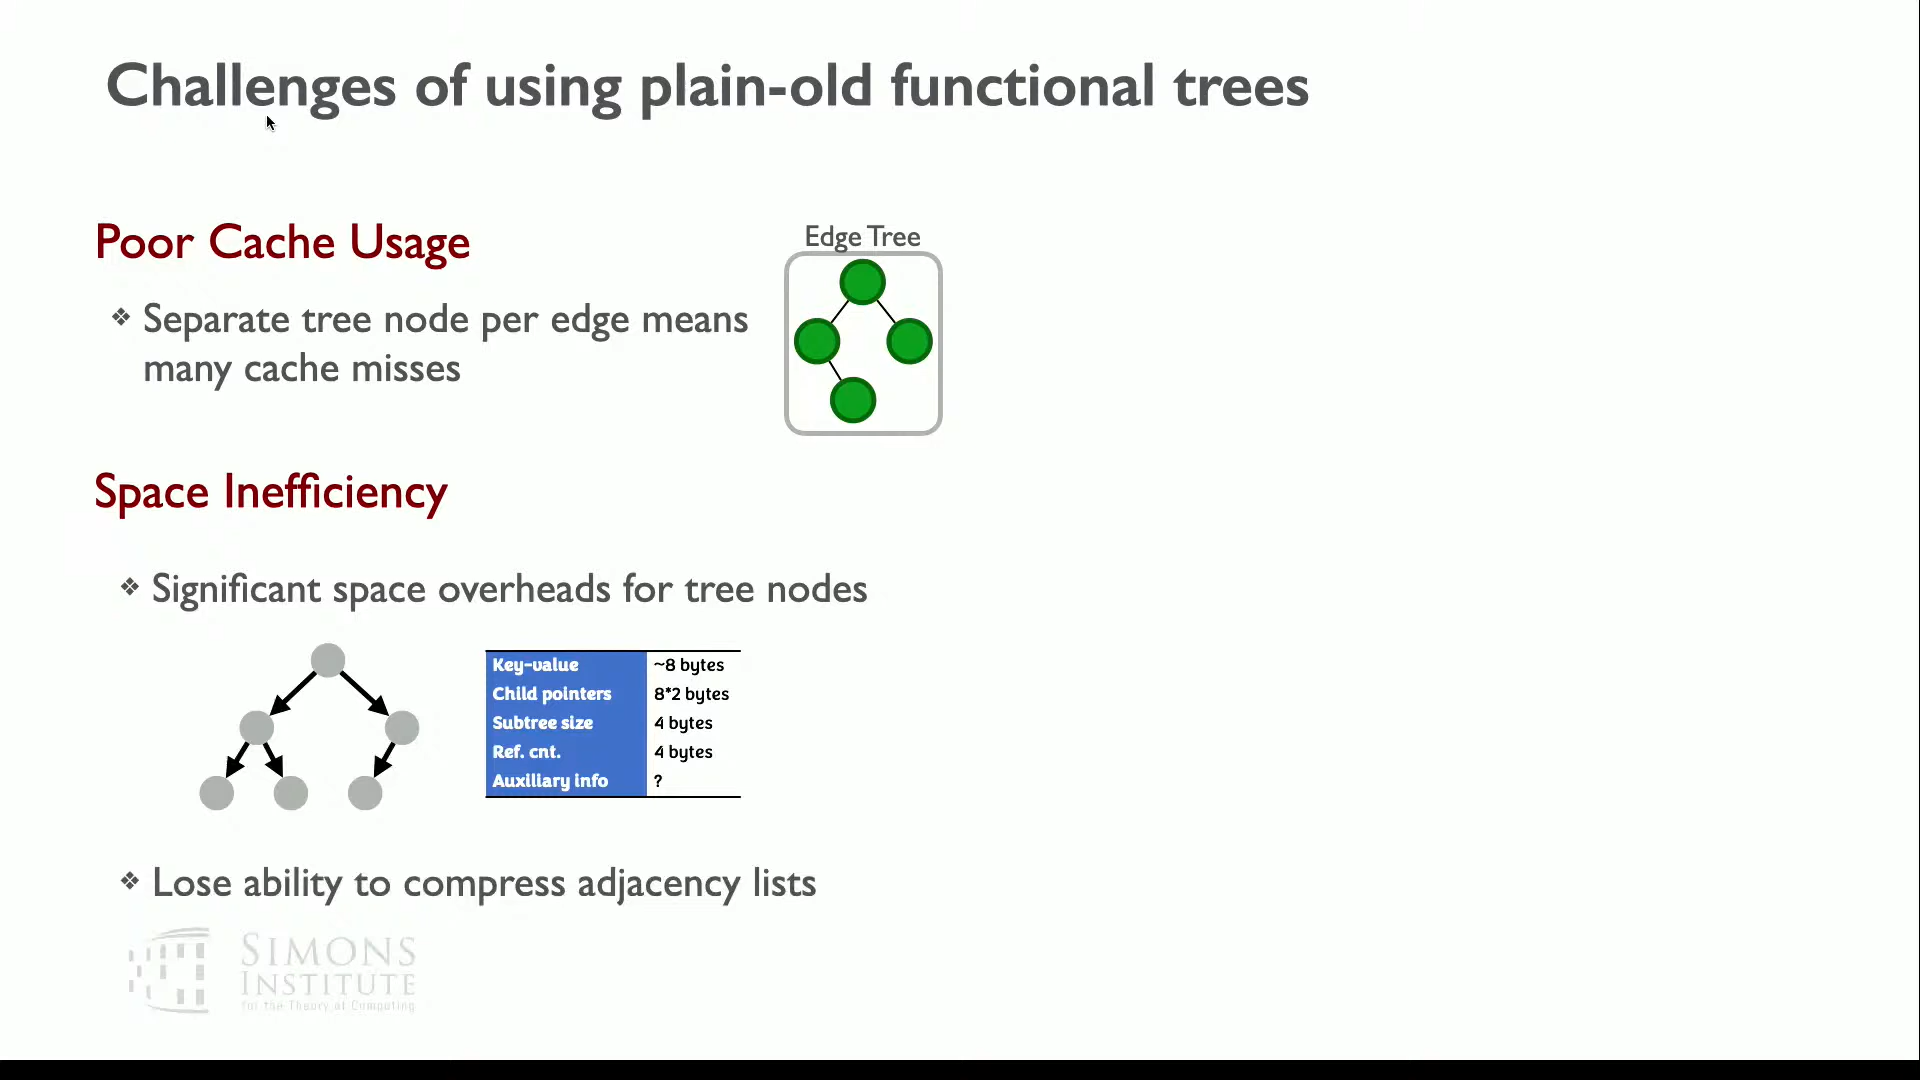 Challenges of using plain-old functional trees
Poor Cache Usage
Edge Tree
❖ Separate tree node per edge means
many cache misses
Space Inefficiency
❖ Significant space overheads for tree nodes
Key-value ~8 bytes
Child pointers 8*2 bytes
Subtree size 4 bytes
Ref. cnt. 4 bytes
Auxiliary info ?
❖ Lose ability to compress adjacency lists
SIMONS
INSTITUTE
for the Theory of Computing